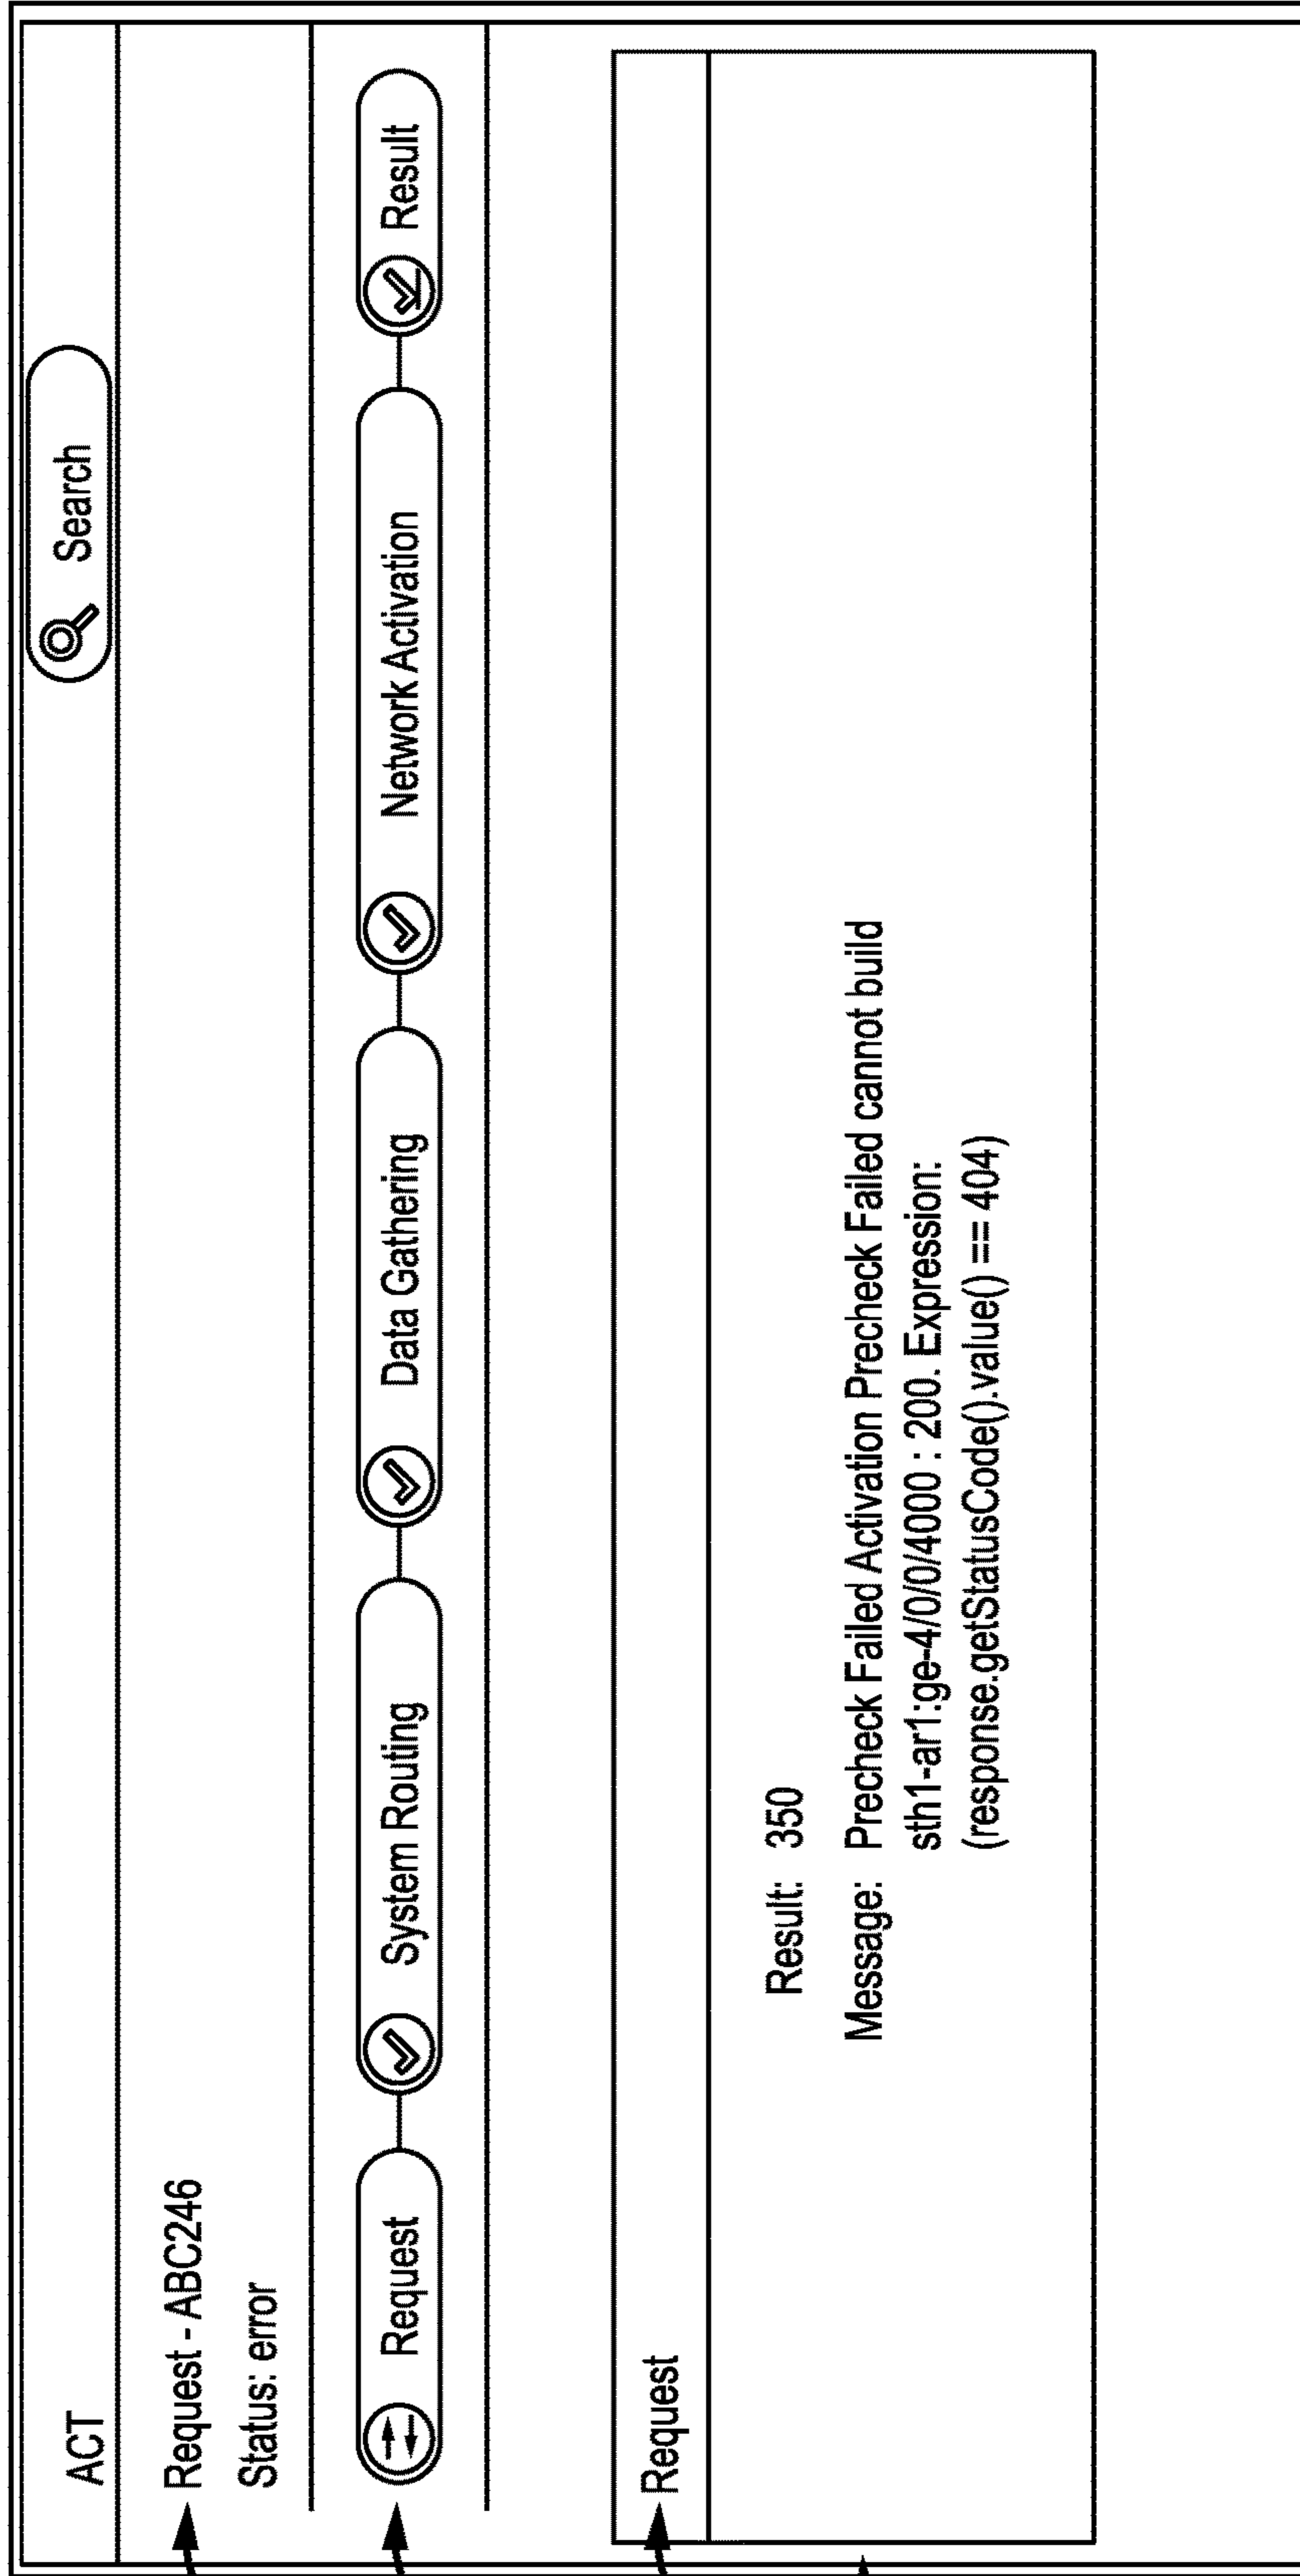 ACT
Search
Request - ABC246
Status: error
Request
System Routing
Data Gathering
Network Activation
Result
Request
Result: 350
Message: Precheck Failed Activation Precheck Failed cannot build
sth1-ar1:ge-4/0/0/4000 : 200. Expression:
(response.getStatusCode().value() == 404)